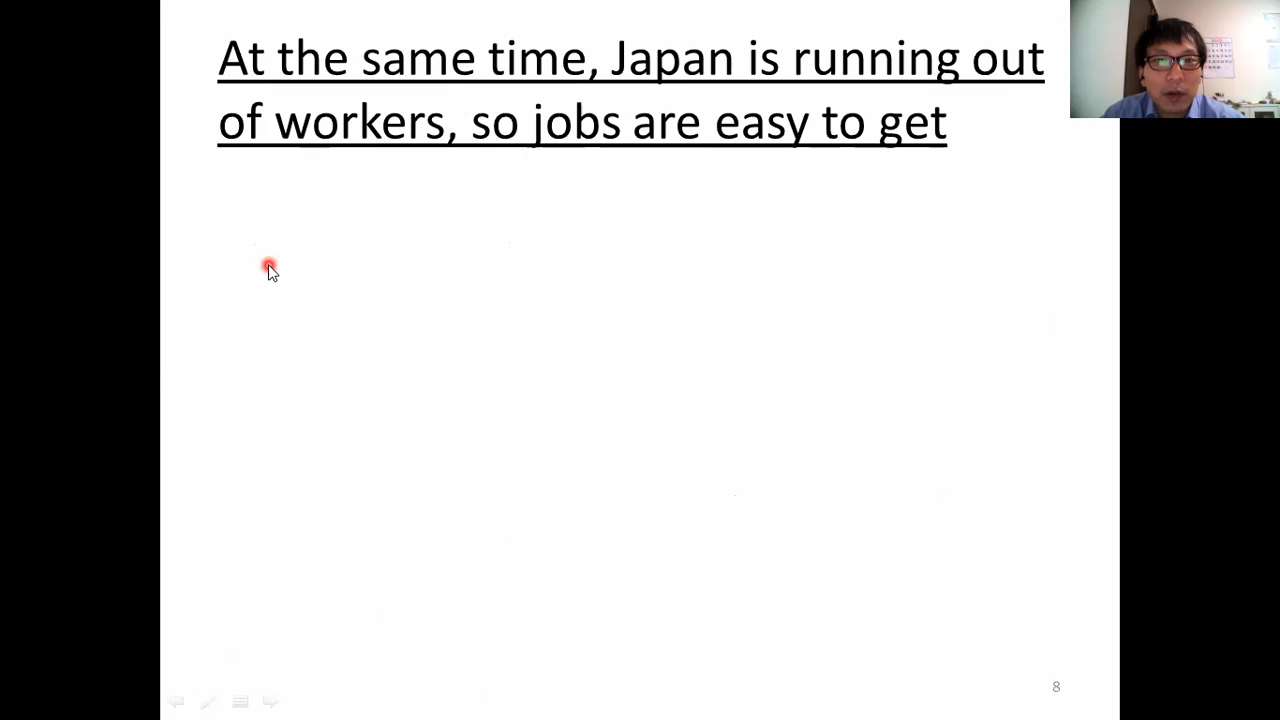 At the same time, Japan is running out
of workers, so jobs are easy to get
8